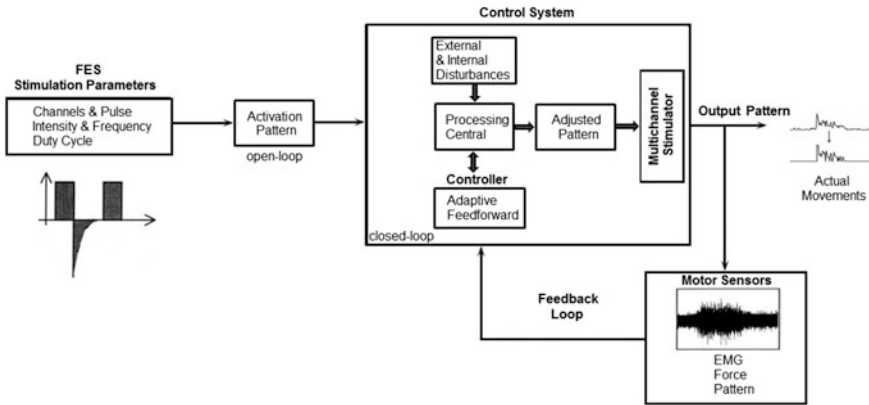 Control System
FES
Stimulation Parameters
Channels & Pulse
Intensity & Frequency
Duty Cycle
Activation
Pattern
open-loop
External
& Internal
Disturbances
Processing
Central
Controller
Adaptive
Feedforward
closed-loop
Adjusted
Pattern
Multichannel
Stimulator
Output Pattern
Actual
Movements
Feedback
Loop
Motor Sensors
EMG
Force
Pattern